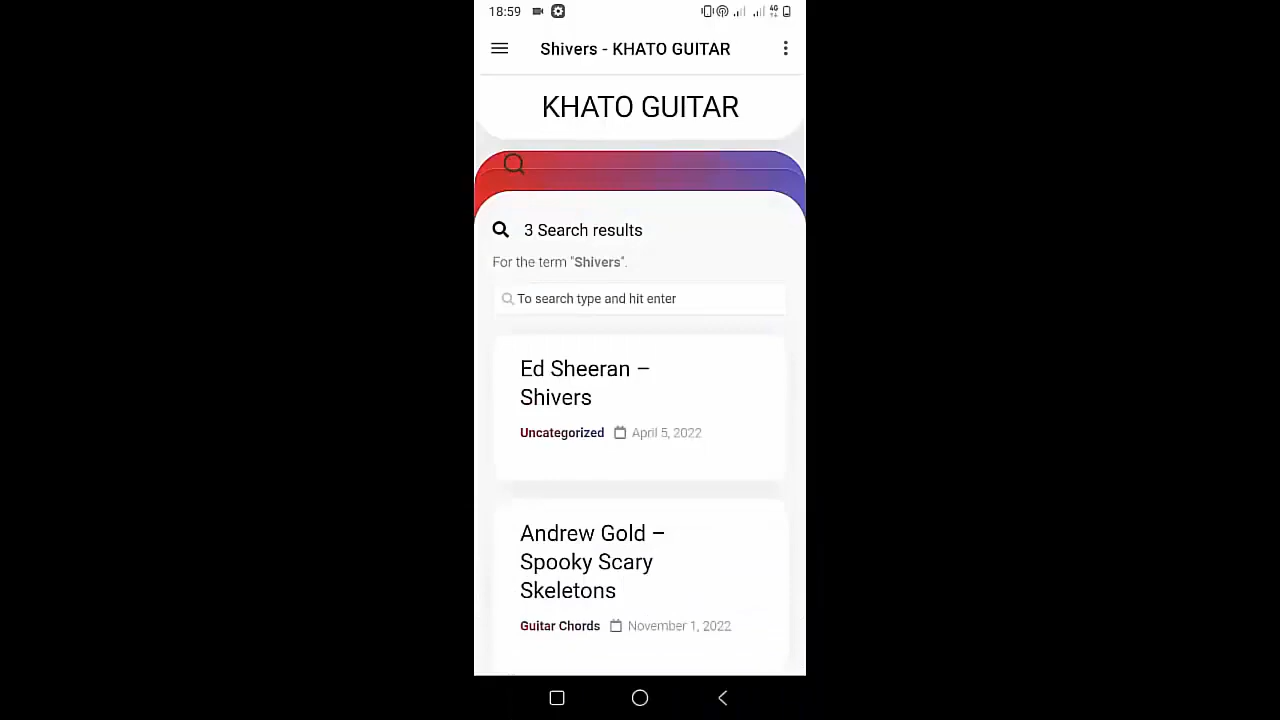 18:59
4G
Shivers - KHATO GUITAR
KHATO GUITAR
3 Search results
For the term "Shivers".
To search type and hit enter
Ed Sheeran –
Shivers
Uncategorized April 5, 2022
Andrew Gold –
Spooky Scary
Skeletons
Guitar Chords November 1, 2022